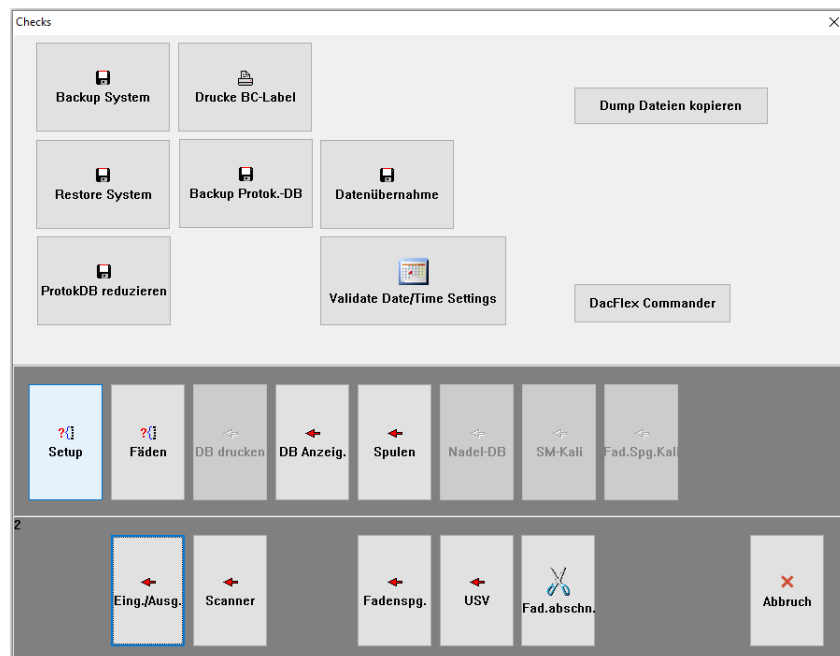 Checks
Backup System
Drucke BC-Label
Dump Dateien kopieren
Restore System
Backup Protok.-DB
Datenübernahme
ProtokDB reduzieren
Validate Date/Time Settings
DacFlex Commander
Setup
Fäden
DB drucken
DB Anzeig.
Spulen
Nadel-DB
SM-Kali
Fad.Spg.Kali
2
Eing./Ausg.
Scanner
Fadenspg.
USV
Fad.abschn.
Abbruch